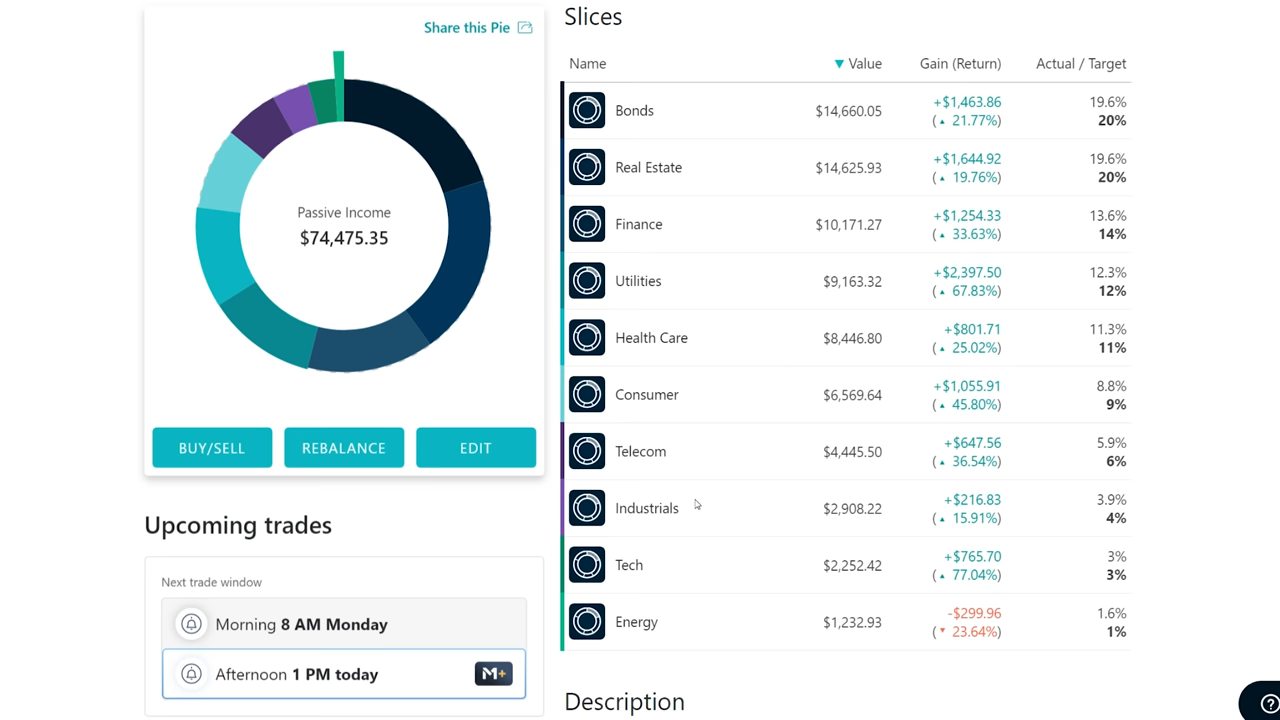 Share this Pie
Passive Income
$74,475.35
BUY/SELL
REBALANCE
EDIT
Upcoming trades
Next trade window
Morning 8 AM Monday
Afternoon 1 PM today
M+
Slices
Name ▼ Value Gain (Return) Actual / Target
Bonds $14,660.05 +$1,463.86 19.6%
(▲ 21.77%) 20%
Real Estate $14,625.93 +$1,644.92 19.6%
(▲ 19.76%) 20%
Finance $10,171.27 +$1,254.33 13.6%
(▲ 33.63%) 14%
Utilities $9,163.32 +$2,397.50 12.3%
(▲ 67.83%) 12%
Health Care $8,446.80 +$801.71 11.3%
(▲ 25.02%) 11%
Consumer $6,569.64 +$1,055.91 8.8%
(▲ 45.80%) 9%
Telecom $4,445.50 +$647.56 5.9%
(▲ 36.54%) 6%
Industrials $2,908.22 +$216.83 3.9%
(▲ 15.91%) 4%
Tech $2,252.42 +$765.70 3%
(▲ 77.04%) 3%
Energy $1,232.93 -$299.96 1.6%
(▼ 23.64%) 1%
Description
?